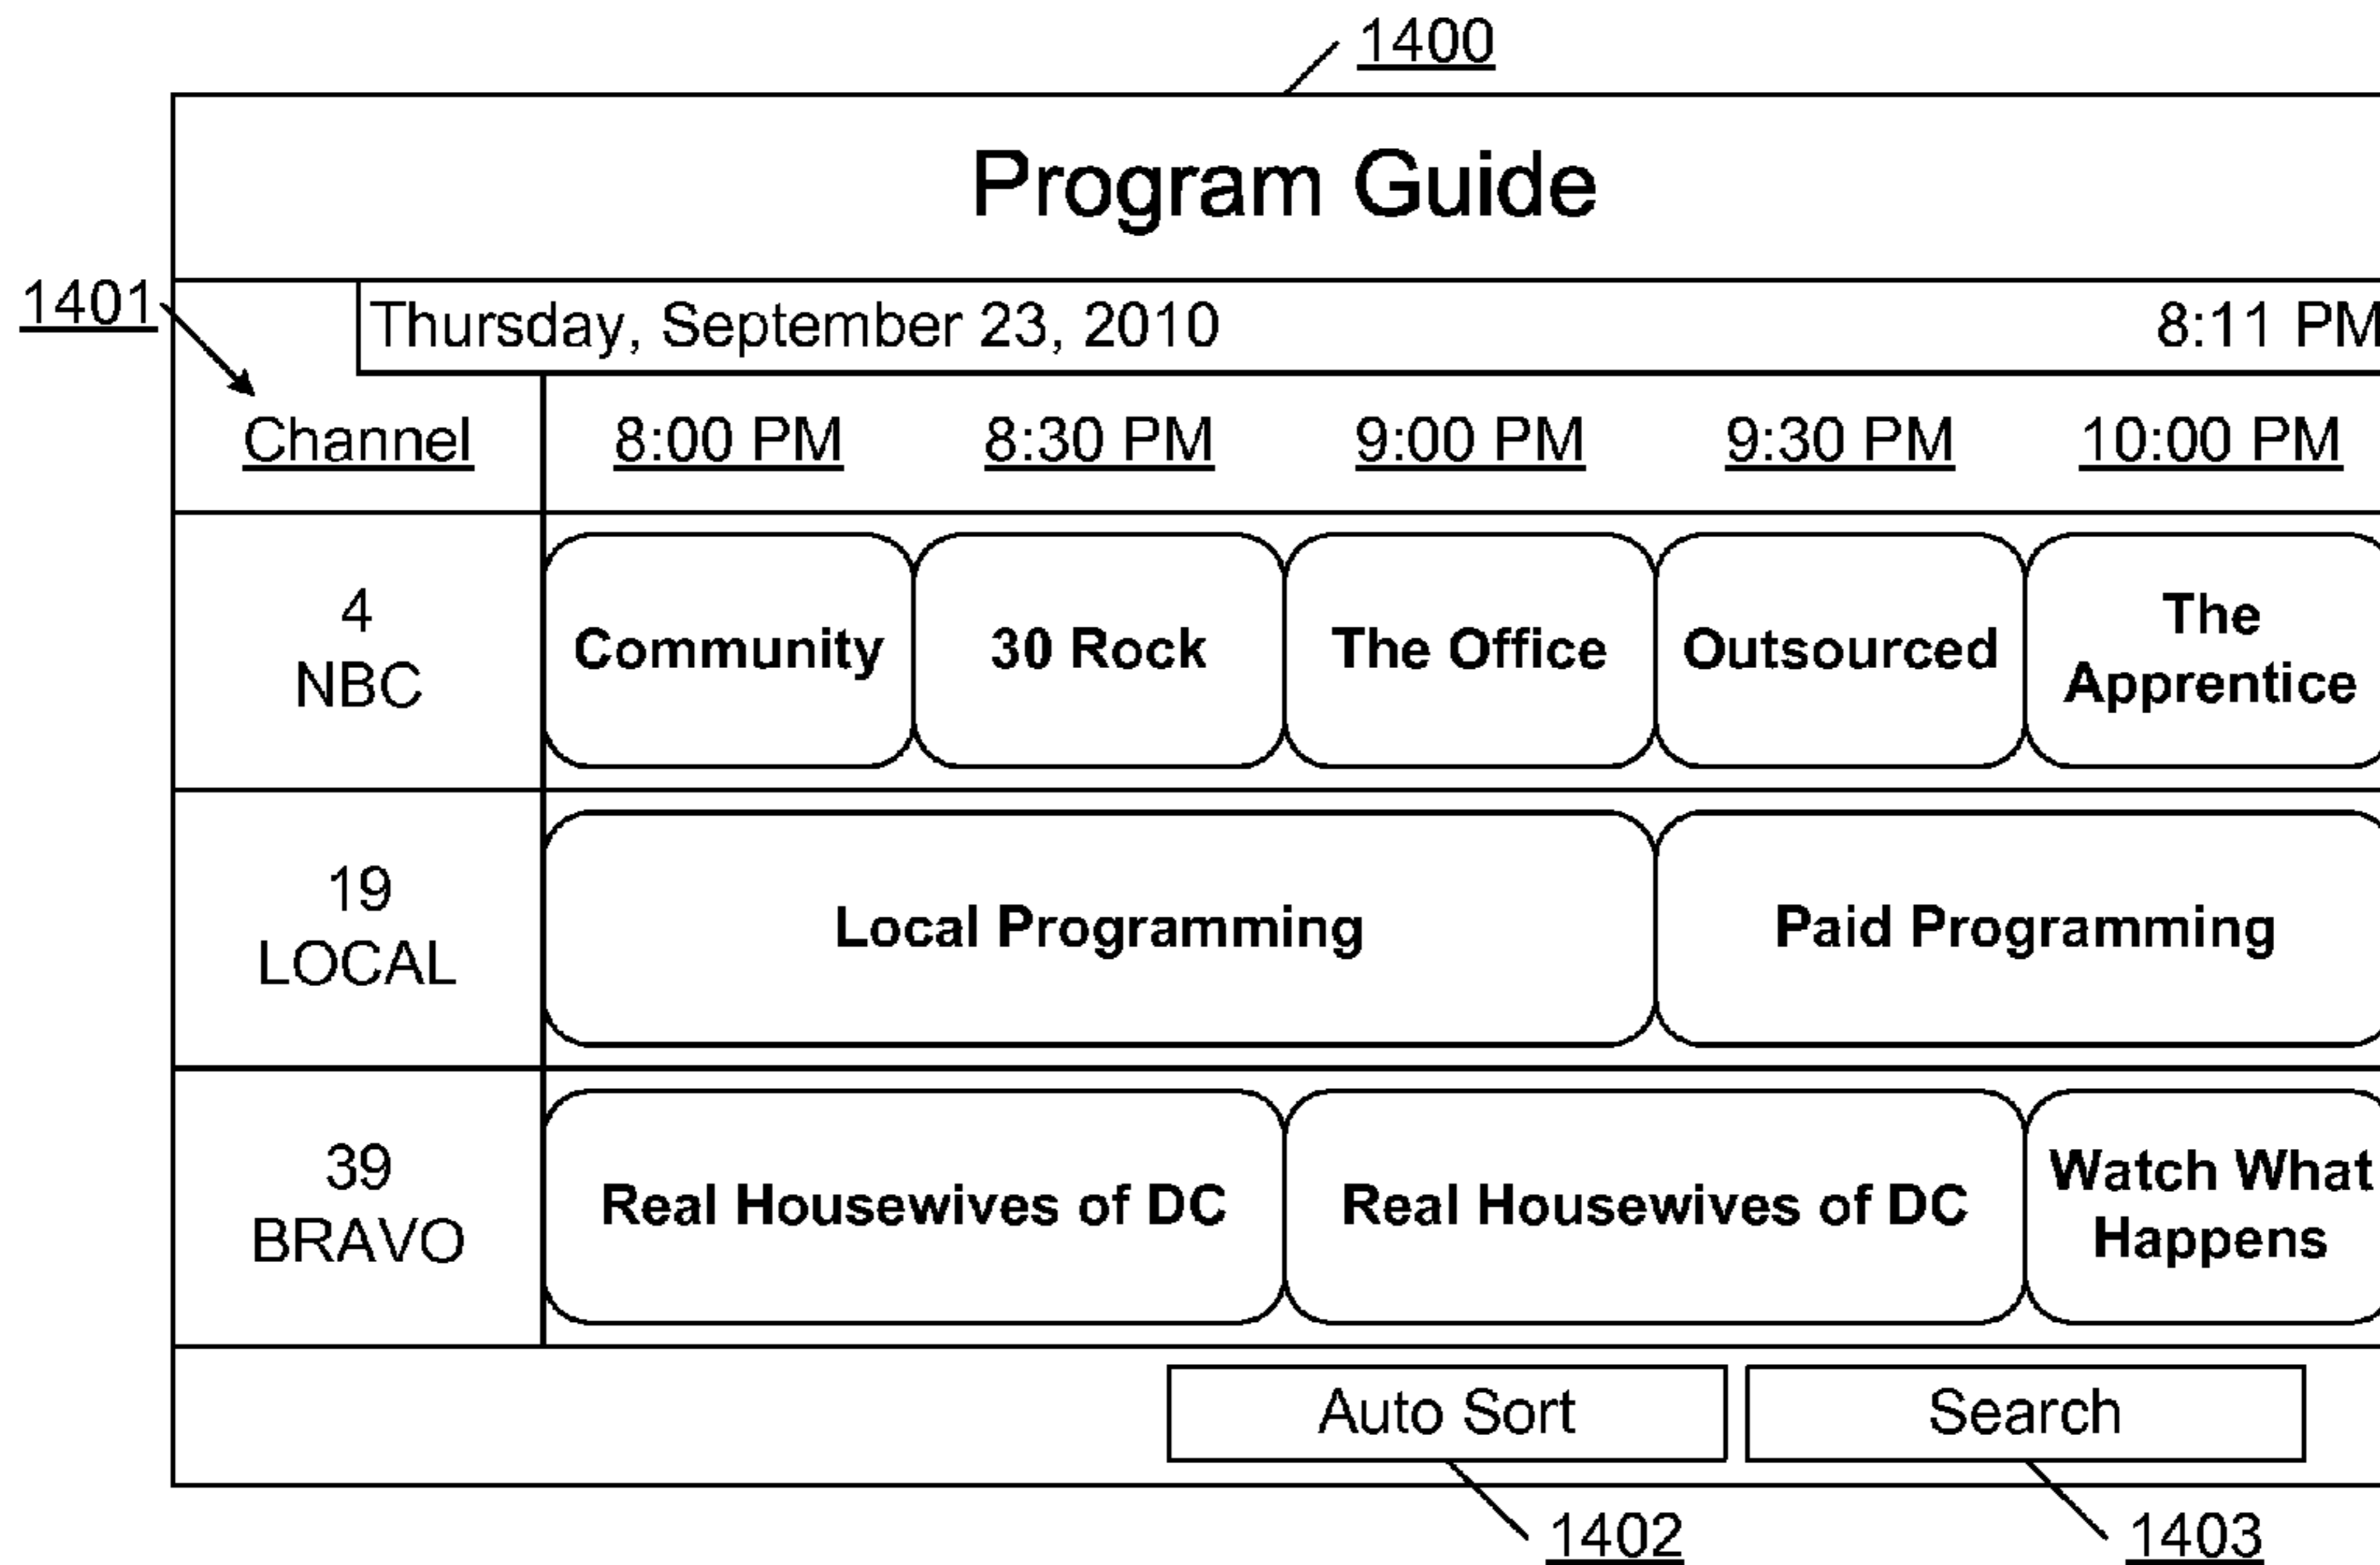 1400
Program Guide
1401
Thursday, September 23, 2010 8:11 PM
Channel 8:00 PM 8:30 PM 9:00 PM 9:30 PM 10:00 PM
4
NBC
Community 30 Rock The Office Outsourced The
Apprentice
19
LOCAL
Local Programming Paid Programming
39
BRAVO
Real Housewives of DC Real Housewives of DC Watch What
Happens
Auto Sort Search
1402 1403